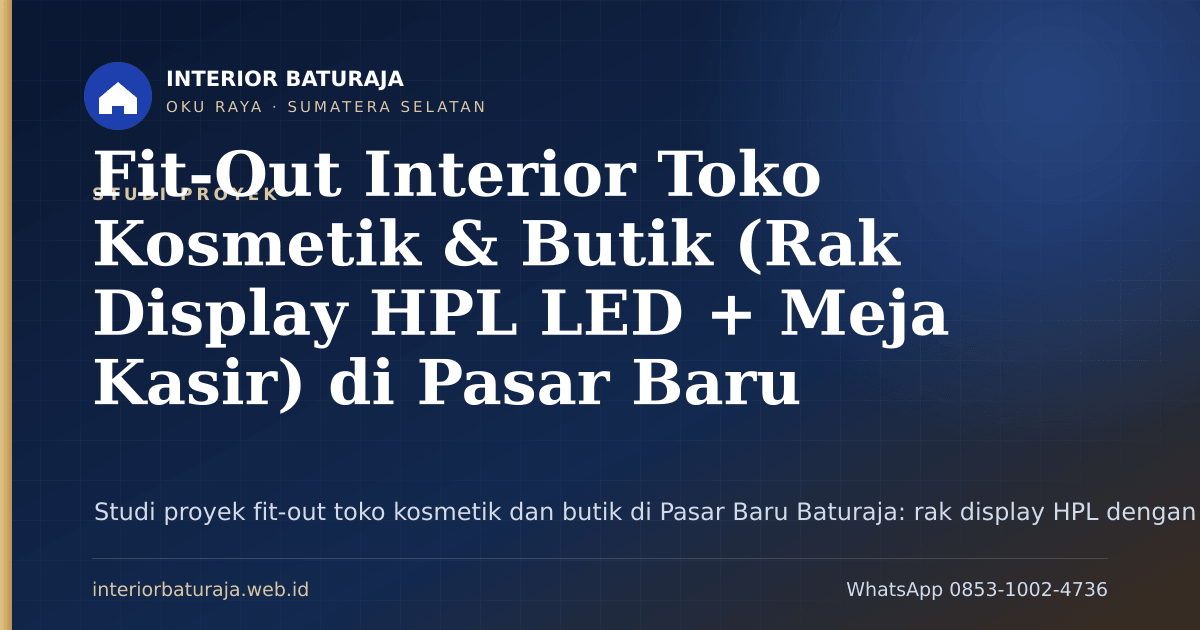 INTERIOR BATURAJA
OKU RAYA · SUMATERA SELATAN
STUDI PROYEK
Fit-Out Interior Toko
Kosmetik & Butik (Rak
Display HPL LED + Meja
Kasir) di Pasar Baru
Studi proyek fit-out toko kosmetik dan butik di Pasar Baru Baturaja: rak display HPL dengan
interiorbaturaja.web.id
WhatsApp 0853-1002-4736